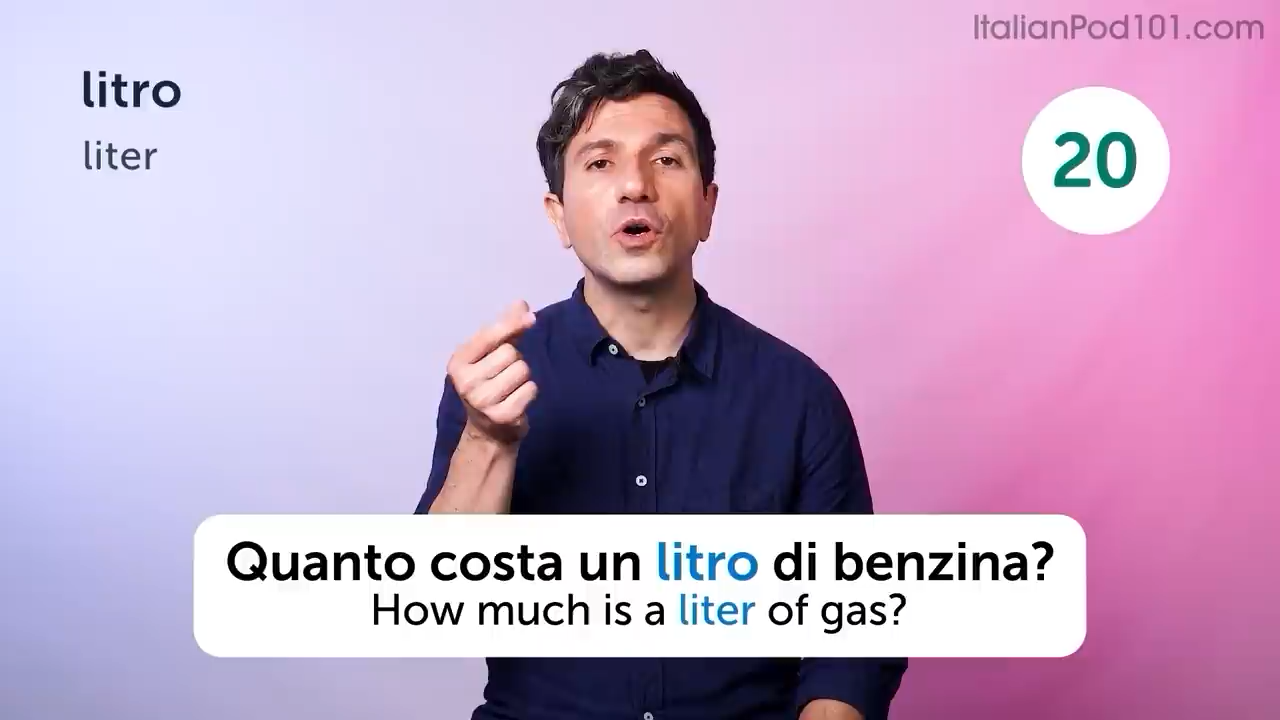 ItalianPod101.com
litro
liter
20
Quanto costa un litro di benzina?
How much is a liter of gas?